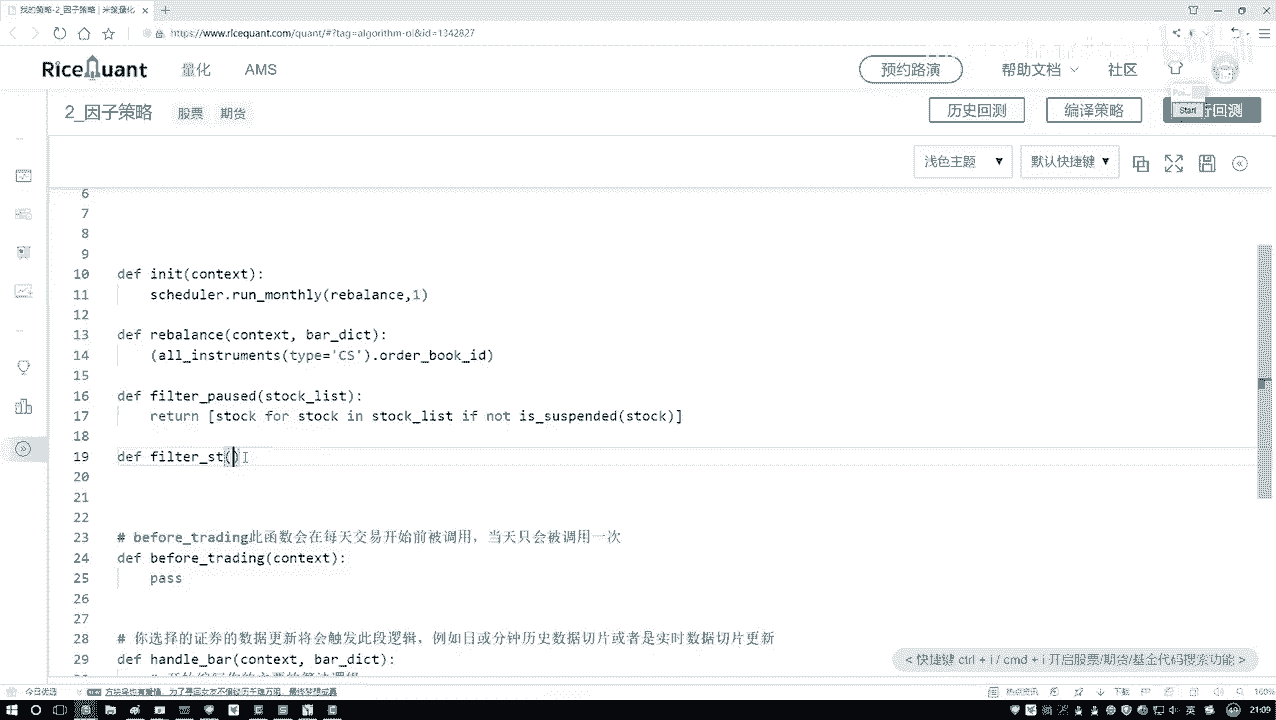 我的策略-2_因子策略 | 米筐量化
https://www.ricequant.com/quant/#?tag=algorithm-ol&id=1342827
RiceQuant 量化 AMS 预约路演 帮助文档 社区
2_因子策略 股票 期货 历史回测 编译策略 Start 行回测
浅色主题 默认快捷键
6
7
8
9
10 def init(context):
11 scheduler.run_monthly(rebalance,1)
12
13 def rebalance(context, bar_dict):
14 (all_instruments(type='CS').order_book_id)
15
16 def filter_paused(stock_list):
17 return [stock for stock in stock_list if not is_suspended(stock)]
18
19 def filter_st()
20
21
22
23 # before_trading此函数会在每天交易开始前被调用，当天只会被调用一次
24 def before_trading(context):
25 pass
26
27
28 # 你选择的证券的数据更新将会触发此段逻辑，例如日或分钟历史数据切片或者是实时数据切片更新
29 def handle_bar(context, bar_dict):
< 快捷键 ctrl + i / cmd + i 开启股票/期货/基金代码搜索功能 >
今日优选
英 21:09